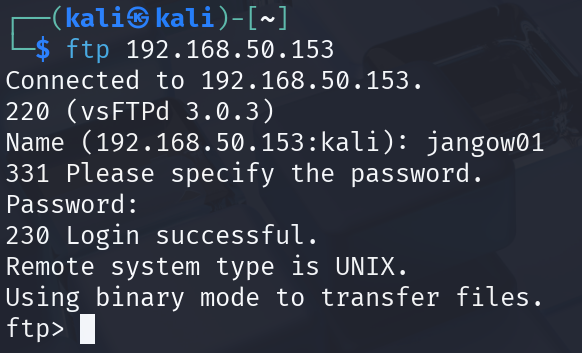 ┌──(kali㉿kali)-[~]
└─$ ftp 192.168.50.153
Connected to 192.168.50.153.
220 (vsFTPd 3.0.3)
Name (192.168.50.153:kali): jangow01
331 Please specify the password.
Password:
230 Login successful.
Remote system type is UNIX.
Using binary mode to transfer files.
ftp>